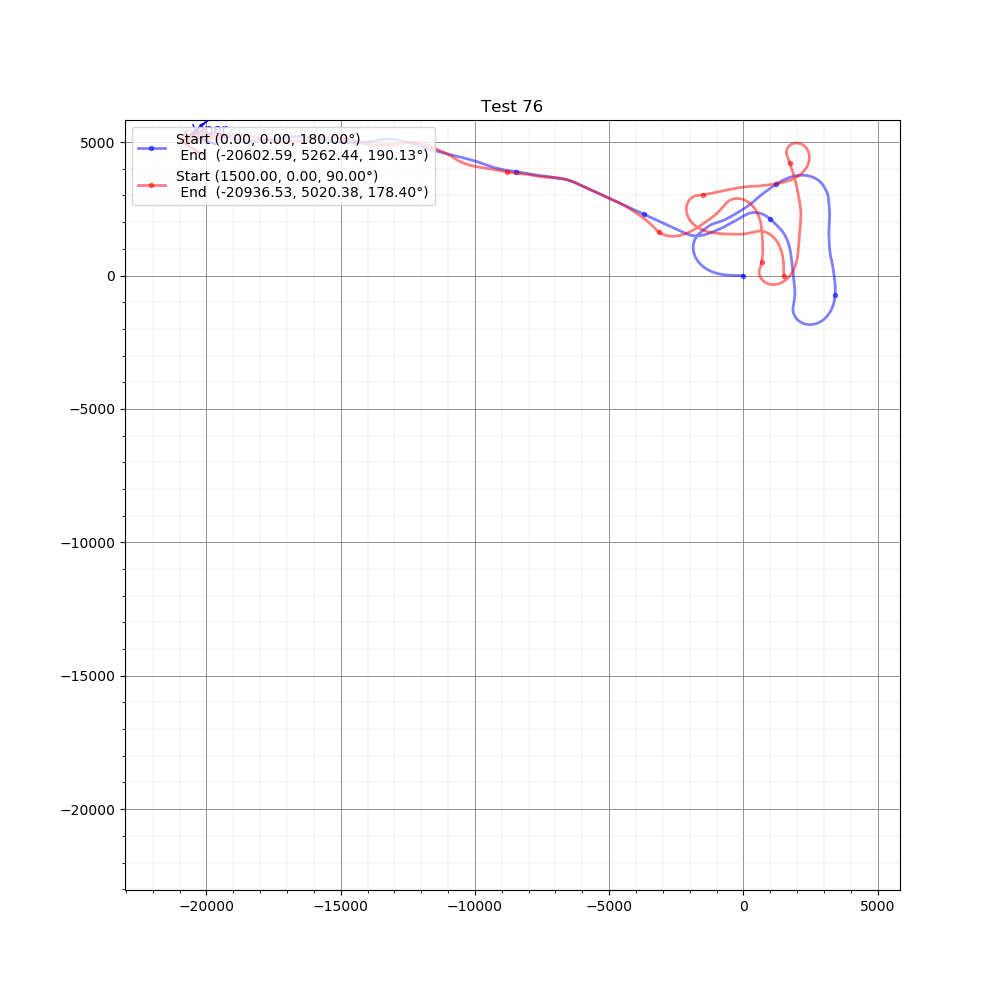 Test 76
Start (0.00, 0.00, 180.00°)
End  (-20602.59, 5262.44, 190.13°)
Start (1500.00, 0.00, 90.00°)
End  (-20936.53, 5020.38, 178.40°)
5000
0
−5000
−10000
−15000
−20000
−20000 −15000 −10000 −5000 0 5000